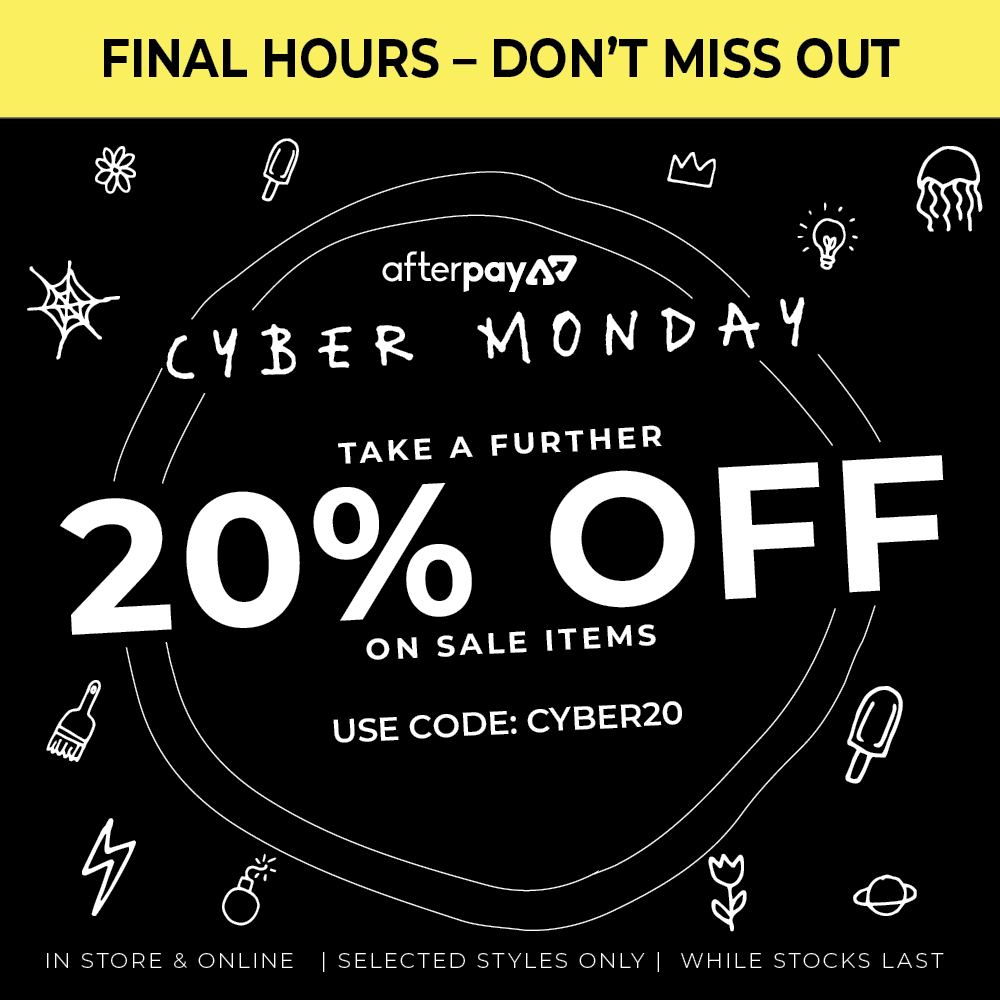 FINAL HOURS – DON’T MISS OUT
afterpay
CYBER MONDAY
TAKE A FURTHER
20% OFF
ON SALE ITEMS
USE CODE: CYBER20
IN STORE & ONLINE | SELECTED STYLES ONLY | WHILE STOCKS LAST